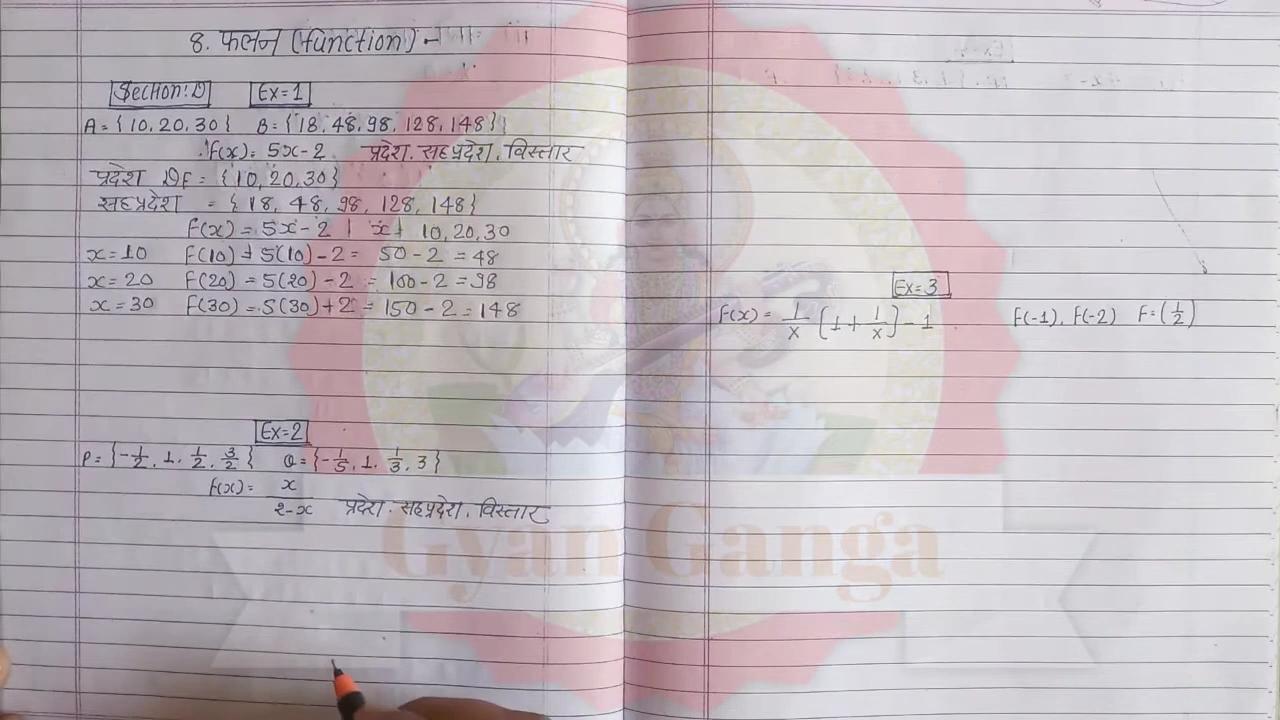 8. फलन (function) -
Section:D Ex=1
A={10,20,30} B={18,48,98,128,148}
f(x)=5x-2 प्रदेश. सहप्रदेश. विस्तार
प्रदेश Df={10,20,30}
सहप्रदेश ={18, 48, 98, 128, 148}
f(x)=5x-2 | x+ 10,20,30
x=10 f(10)=5(10)-2= 50-2=48
x=20 f(20)=5(20)-2=100-2=98
x=30 f(30)=5(30)+2=150-2=148
Ex=2
P={-1/2, 1, 1/2, 3/2} Q={-1/5, 1, 1/3, 3}
f(x)= x/2-x प्रदेश. सहप्रदेश. विस्तार
Ex=3
f(x)= 1/x [1+1/x]-1 f(-1), f(-2) f=(1/2)
Gyan Ganga